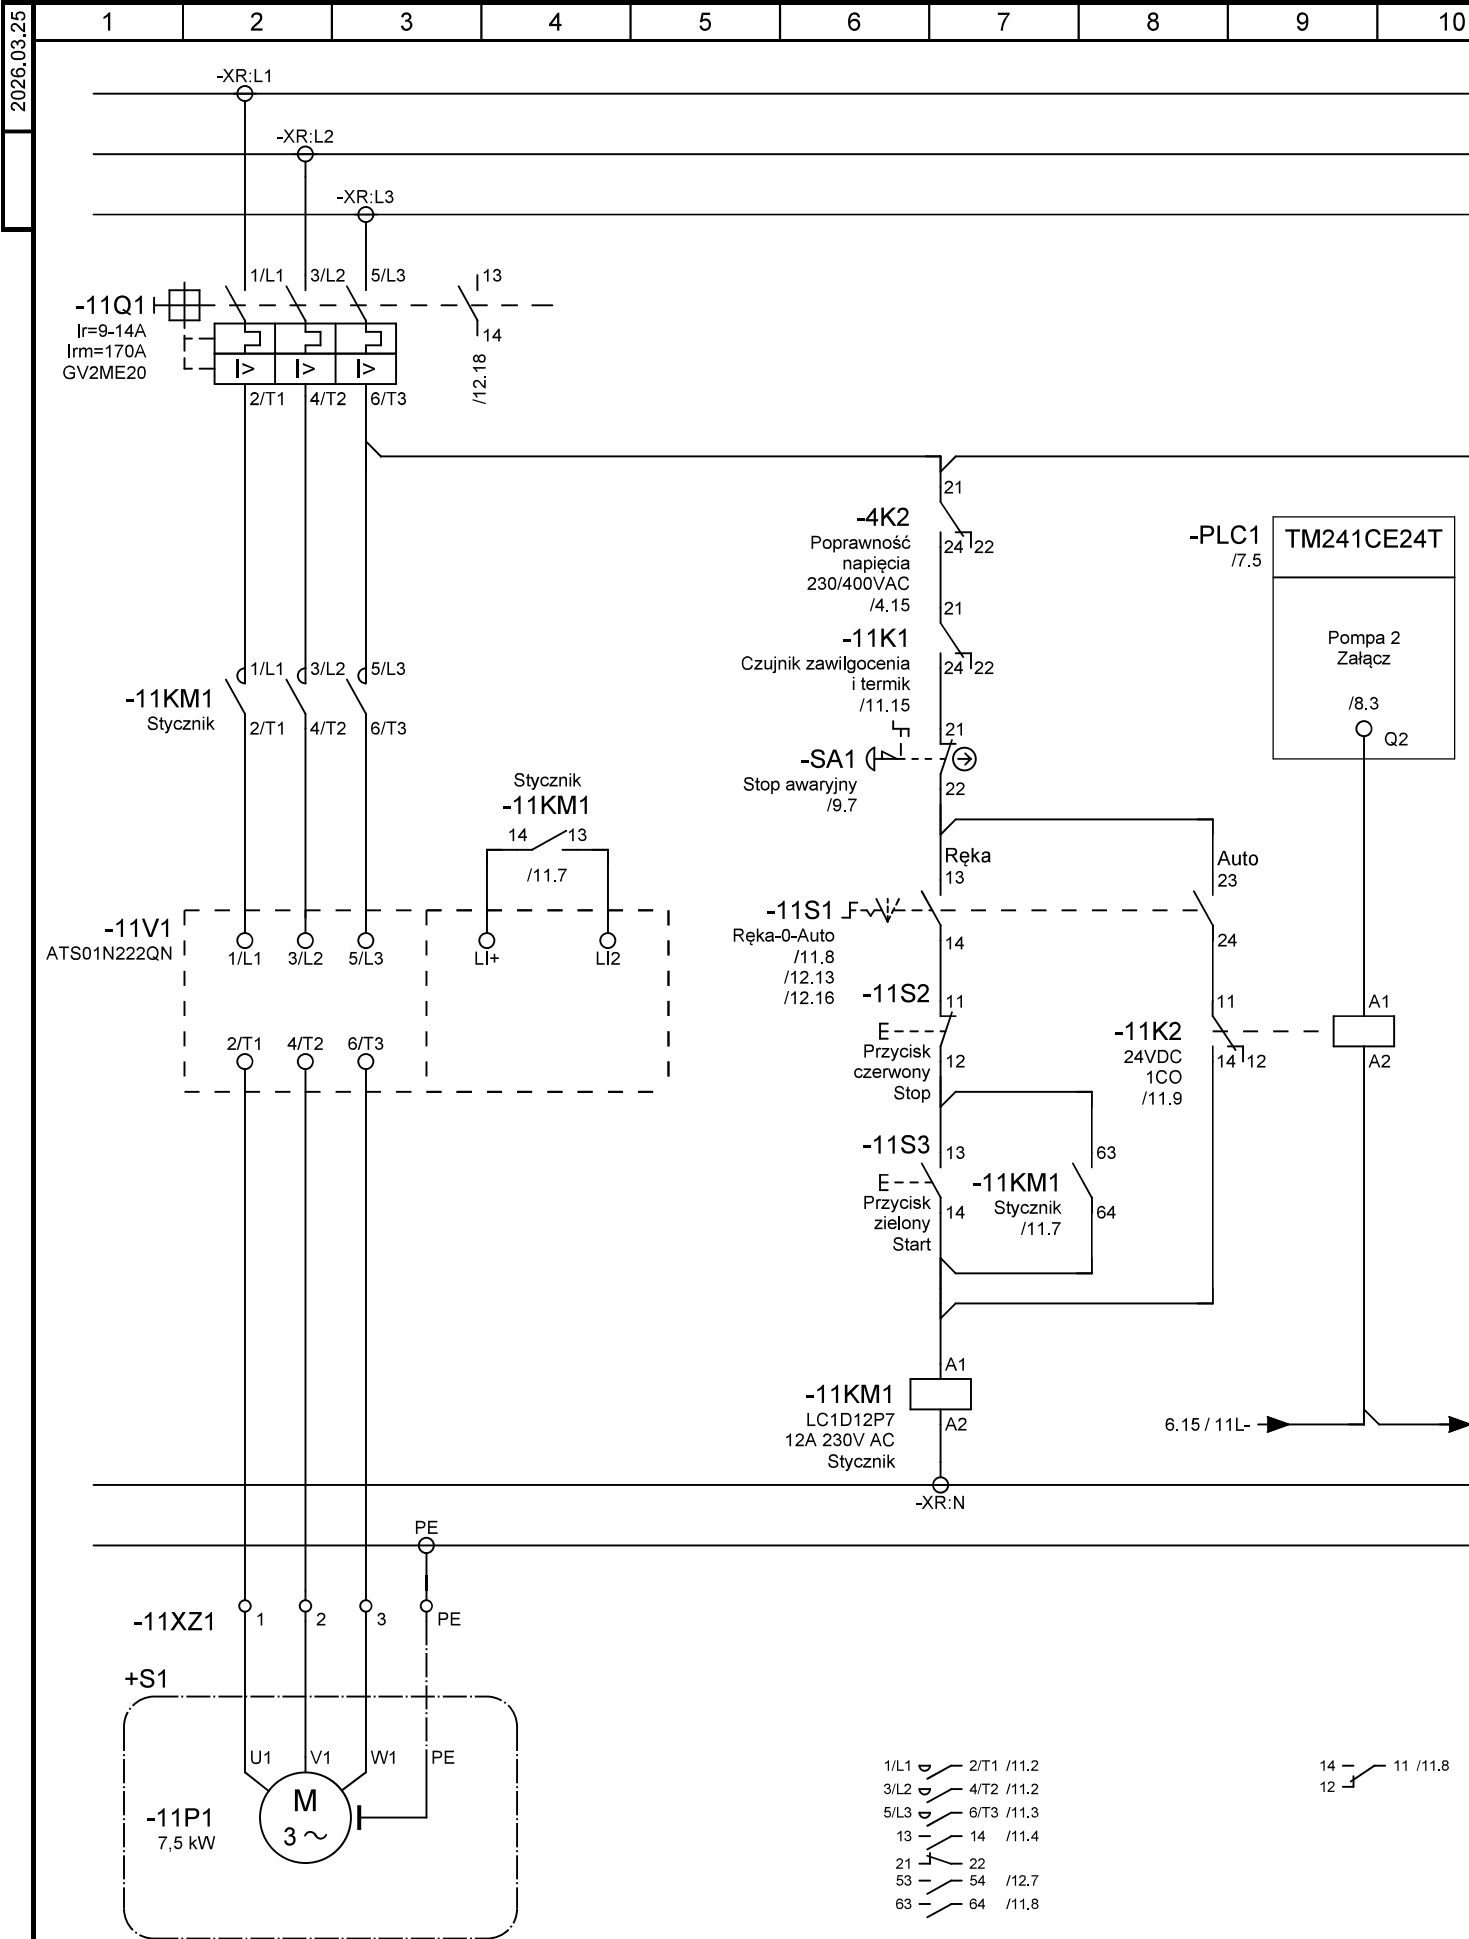 2026.03.25
1 2 3 4 5 6 7 8 9 10
-XR:L1
-XR:L2
-XR:L3
1/L1 3/L2 5/L3 13
-11Q1
Ir=9-14A
Irm=170A
GV2ME20
14
I> I> I>
/12.18
2/T1 4/T2 6/T3
21
-4K2
Poprawność
napięcia
230/400VAC
/4.15
24 22
21
-11K1
Czujnik zawilgocenia
i termik
/11.15
24 22
-PLC1
/7.5
TM241CE24T
Pompa 2
Załącz
/8.3
Q2
1/L1 3/L2 5/L3
-11KM1
Stycznik
2/T1 4/T2 6/T3
21
-SA1
Stop awaryjny
/9.7
22
Stycznik
-11KM1
14 13
/11.7
Ręka
13
Auto
23
-11V1
ATS01N222QN
1/L1 3/L2 5/L3
LI+ LI2
2/T1 4/T2 6/T3
-11S1
Ręka-0-Auto
/11.8
/12.13
/12.16
14
24
-11S2
11
Przycisk
czerwony
Stop
E
12
11
-11K2
24VDC
1CO
/11.9
14 12
A1
A2
-11S3
13
E
Przycisk
zielony
Start
14
63
-11KM1
Stycznik
/11.7
64
A1
-11KM1
LC1D12P7
12A 230V AC
Stycznik
A2
6.15 / 11L-
-XR:N
PE
-11XZ1
1 2 3 PE
+S1
U1 V1 W1 PE
M
3 ~
-11P1
7,5 kW
1/L1 2/T1 /11.2
3/L2 4/T2 /11.2
5/L3 6/T3 /11.3
13 14 /11.4
21 22
53 54 /12.7
63 64 /11.8
14 11 /11.8
12